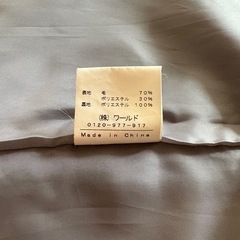 表地 毛 70%
ポリエステル 30%
裏地 ポリエステル 100%
㈱ ワールド
0120-977-917
Made in China